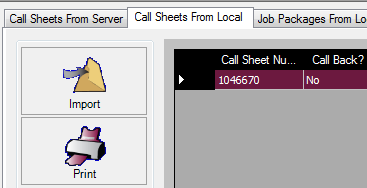 Call Sheets From Server
Call Sheets From Local
Job Packages From Lo
Import
Print
Call Sheet Nu...
Call Back?
1046670
No